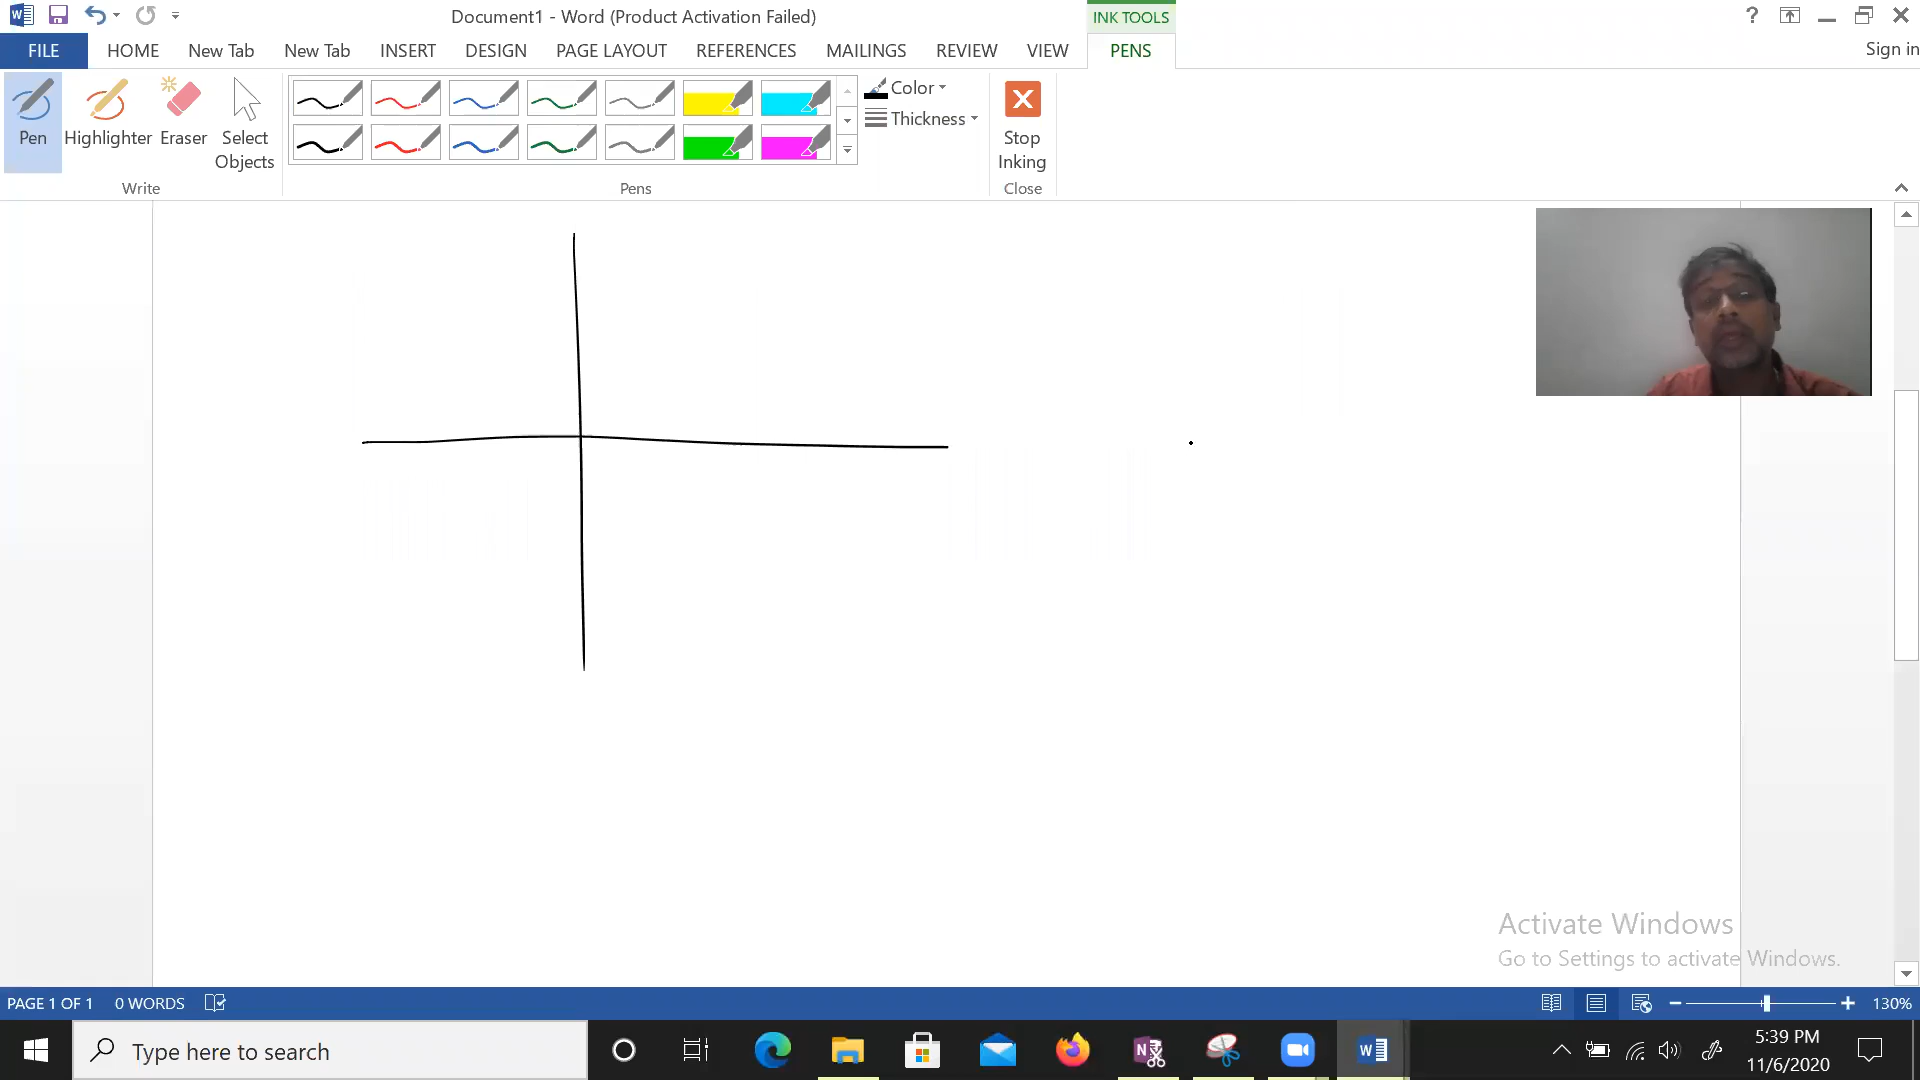 Document1 - Word (Product Activation Failed)
INK TOOLS
?
FILE HOME New Tab New Tab INSERT DESIGN PAGE LAYOUT REFERENCES MAILINGS REVIEW VIEW PENS Sign in
Pen Highlighter Eraser Select Objects
Color
Thickness
Stop Inking
Write Pens Close
Activate Windows
Go to Settings to activate Windows.
PAGE 1 OF 1 0 WORDS 130%
Type here to search
5:39 PM
11/6/2020